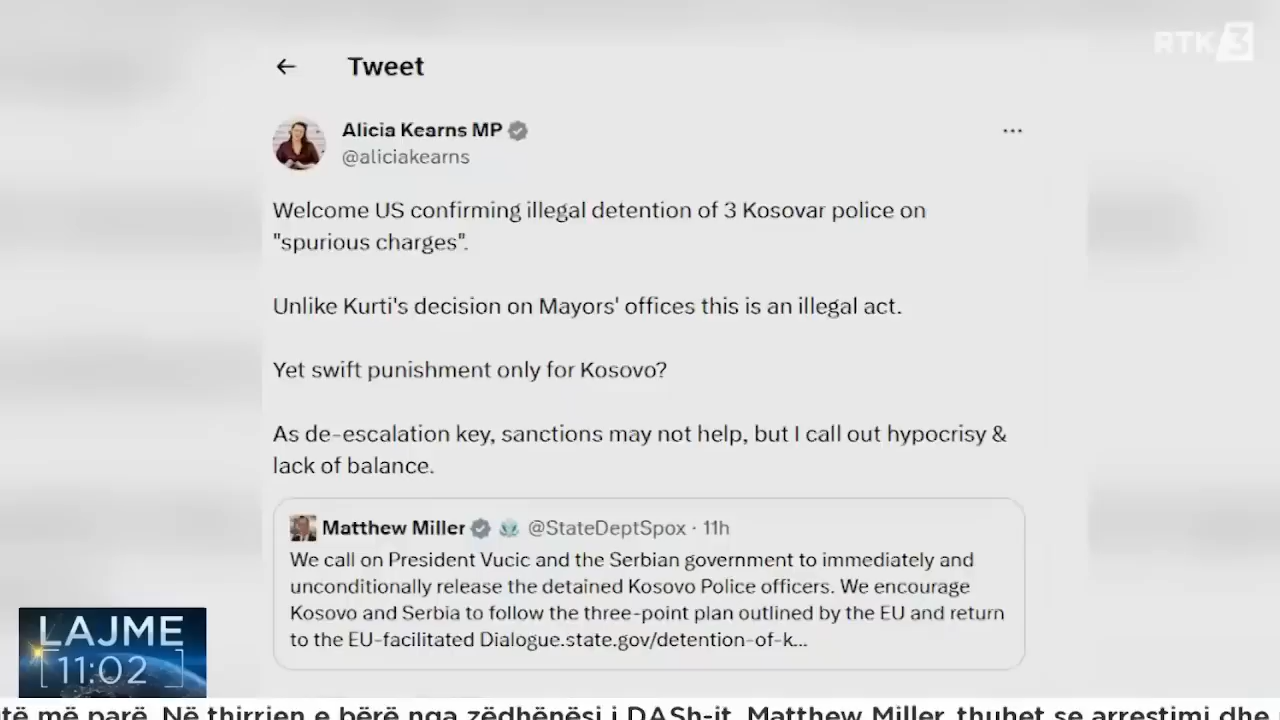 RTK 3
← Tweet
Alicia Kearns MP
...
@aliciakearns
Welcome US confirming illegal detention of 3 Kosovar police on
"spurious charges".
Unlike Kurti's decision on Mayors' offices this is an illegal act.
Yet swift punishment only for Kosovo?
As de-escalation key, sanctions may not help, but I call out hypocrisy &
lack of balance.
Matthew Miller @StateDeptSpox · 11h
We call on President Vucic and the Serbian government to immediately and
unconditionally release the detained Kosovo Police officers. We encourage
Kosovo and Serbia to follow the three-point plan outlined by the EU and return
to the EU-facilitated Dialogue.state.gov/detention-of-k...
LAJME
11:02
më parë. Në thirrjen e bërë nga zëdhënësi i DASh-it, Matthew Miller, thuhet se arrestimi dhe